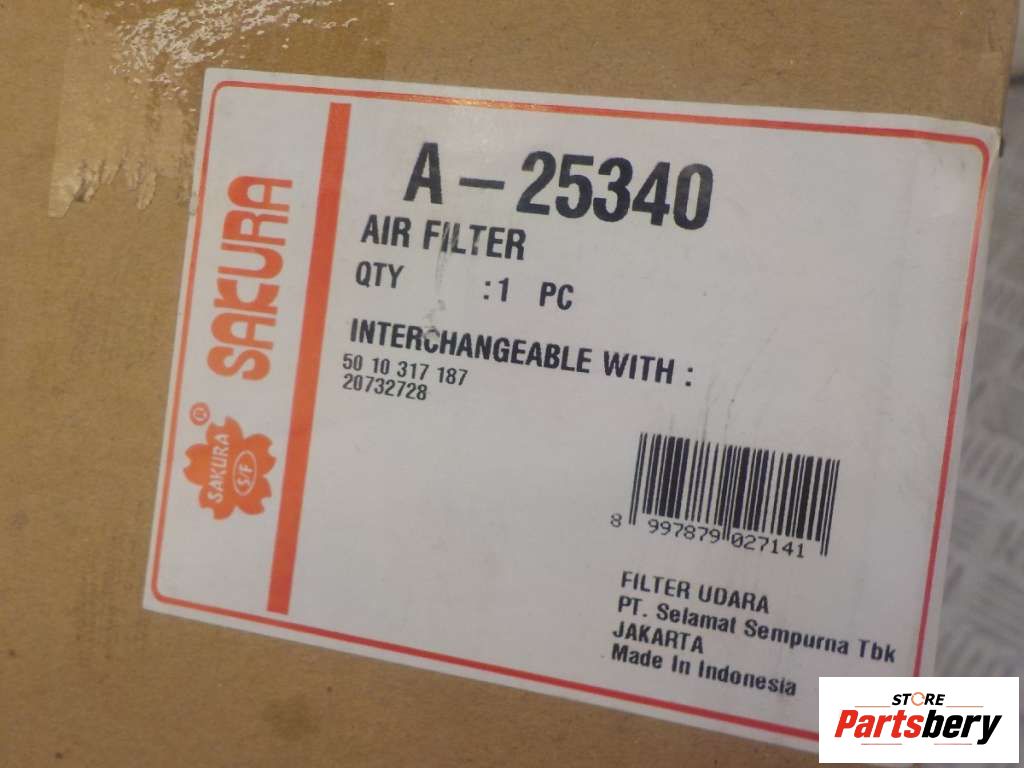 A-25340
AIR FILTER
QTY :1 PC
INTERCHANGEABLE WITH :
50 10 317 187
20732728
SAKURA
®
SAKURA
S/F
8 997879 027141
FILTER UDARA
PT. Selamat Sempurna Tbk
JAKARTA
Made In Indonesia
STORE
Partsbery